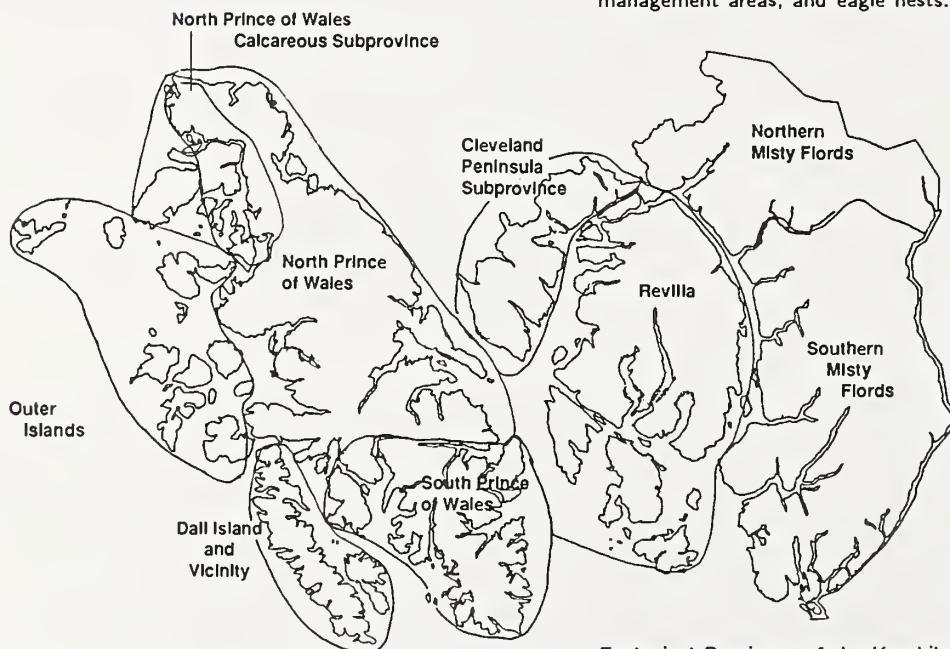 management areas, and eagle nests.
North Prince of Wales
Calcareous Subprovince
Northern
Misty Fiords
Cleveland
Peninsula
Subprovince
North Prince
of Wales
Revilla
Southern
Misty
Fiords
Outer
Islands
South Prince
of Wales
Dall Island
and
Vicinity